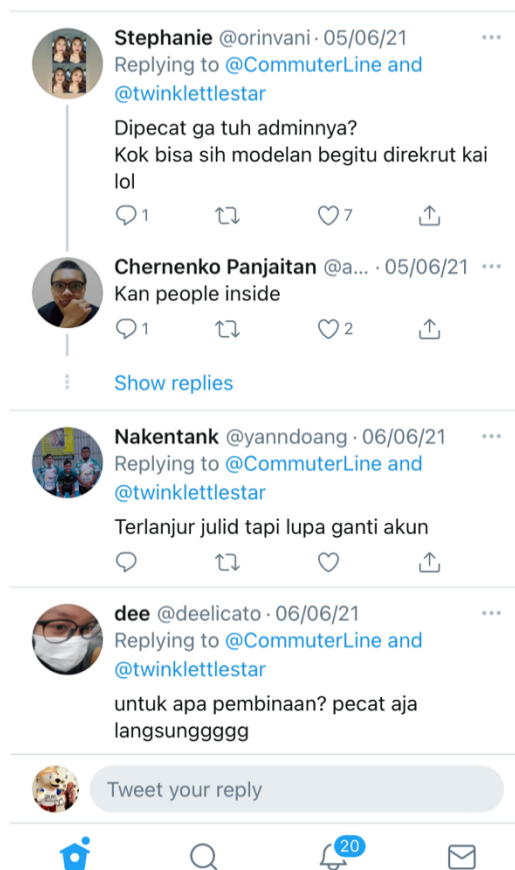 Stephanie @orinvani · 05/06/21
Replying to @CommuterLine and
@twinklettlestar
Dipecat ga tuh adminnya?
Kok bisa sih modelan begitu direkrut kai
lol
1
7
Chernenko Panjaitan @a... · 05/06/21
Kan people inside
1
2
Show replies
Nakentank @yanndoang · 06/06/21
Replying to @CommuterLine and
@twinklettlestar
Terlanjur julid tapi lupa ganti akun
dee @deelicato · 06/06/21
Replying to @CommuterLine and
@twinklettlestar
untuk apa pembinaan? pecat aja
langsunggggg
Tweet your reply
20